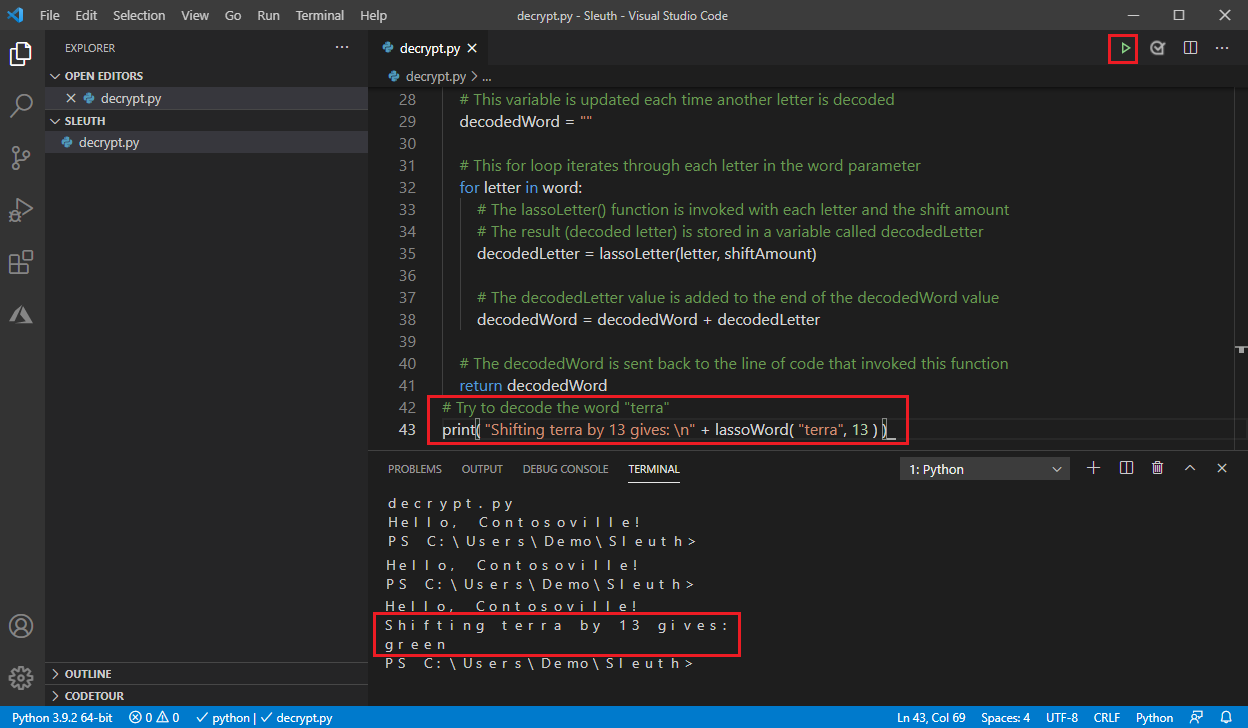 File Edit Selection View Go Run Terminal Help decrypt.py - Sleuth - Visual Studio Code
EXPLORER
OPEN EDITORS
decrypt.py
SLEUTH
decrypt.py
OUTLINE
CODETOUR
decrypt.py
decrypt.py > ...
28 # This variable is updated each time another letter is decoded
29 decodedWord = ""
30
31 # This for loop iterates through each letter in the word parameter
32 for letter in word:
33 # The lassoLetter() function is invoked with each letter and the shift amount
34 # The result (decoded letter) is stored in a variable called decodedLetter
35 decodedLetter = lassoLetter(letter, shiftAmount)
36
37 # The decodedLetter value is added to the end of the decodedWord value
38 decodedWord = decodedWord + decodedLetter
39
40 # The decodedWord is sent back to the line of code that invoked this function
41 return decodedWord
42 # Try to decode the word "terra"
43 print( "Shifting terra by 13 gives: \n" + lassoWord( "terra", 13 ) )
PROBLEMS OUTPUT DEBUG CONSOLE TERMINAL 1: Python
decrypt.py
Hello, Contosoville!
PS C:\Users\Demo\Sleuth>
Hello, Contosoville!
PS C:\Users\Demo\Sleuth>
Hello, Contosoville!
Shifting terra by 13 gives:
green
PS C:\Users\Demo\Sleuth>
Python 3.9.2 64-bit 0 0 python | decrypt.py Ln 43, Col 69 Spaces: 4 UTF-8 CRLF Python